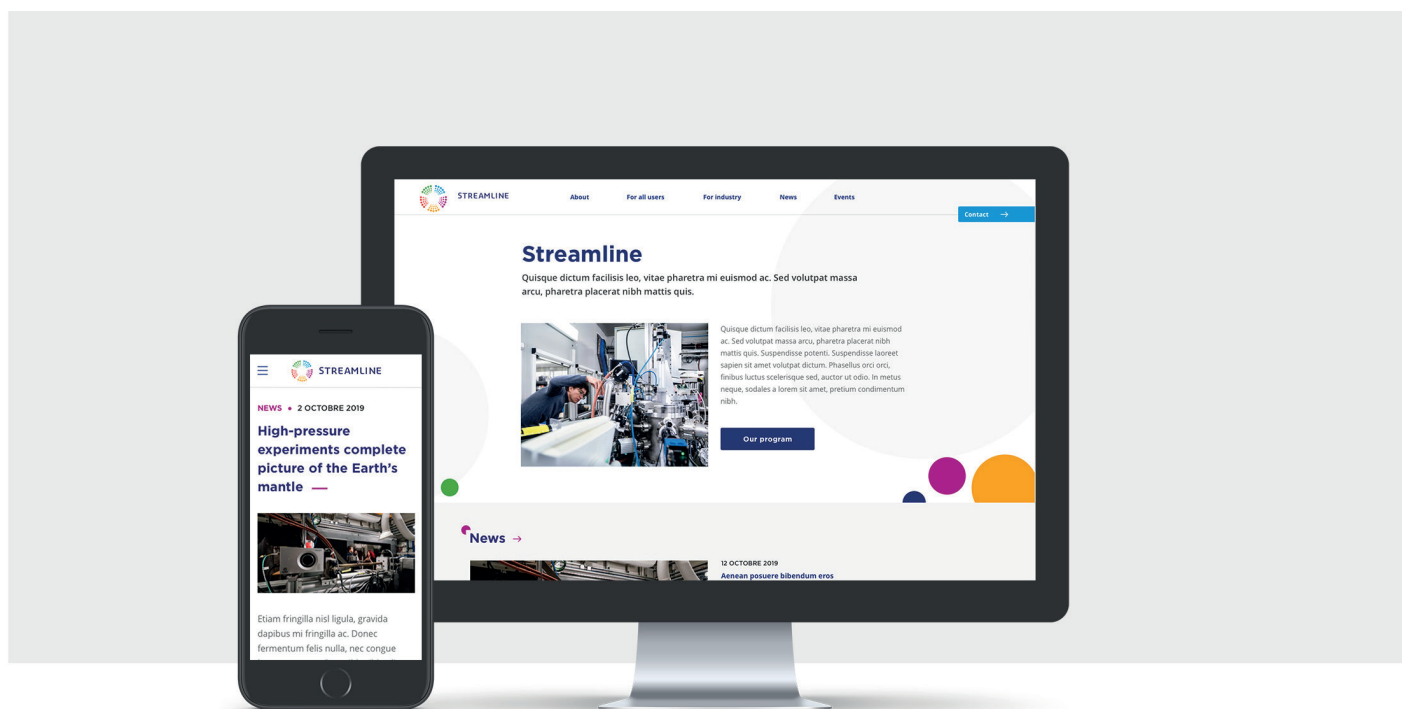 STREAMLINE
About
For all users
For industry
News
Events
Contact →
Streamline
Quisque dictum facilisis leo, vitae pharetra mi euismod ac. Sed volutpat massa
arcu, pharetra placerat nibh mattis quis.
Quisque dictum facilisis leo, vitae pharetra mi euismod
ac. Sed volutpat massa arcu, pharetra placerat nibh
mattis quis. Suspendisse potenti. Suspendisse laoreet
sapien sit amet volutpat dictum. Phasellus orci orci,
finibus luctus scelerisque sed, auctor ut odio. In metus
neque, sodales a lorem sit amet, pretium condimentum
nibh.
Our program
News →
12 OCTOBRE 2019
Aenean posuere bibendum eros
STREAMLINE
NEWS • 2 OCTOBRE 2019
High-pressure
experiments complete
picture of the Earth's
mantle —
Etiam fringilla nisl ligula, gravida
dapibus mi fringilla ac. Donec
fermentum felis nulla, nec congue